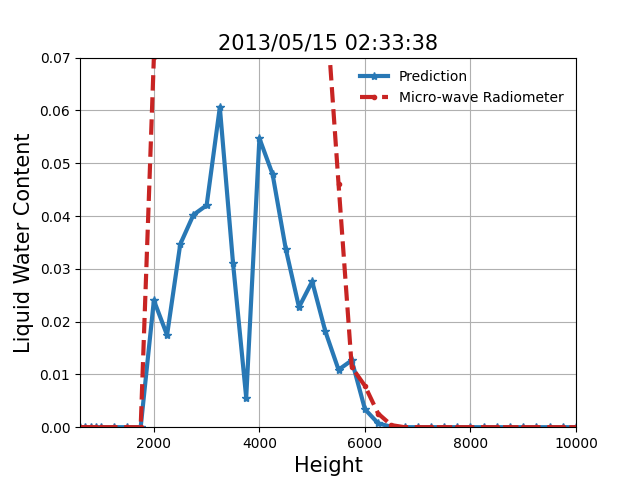 2013/05/15 02:33:38
Prediction
Micro-wave Radiometer
Liquid Water Content
0.07
0.06
0.05
0.04
0.03
0.02
0.01
0.00
2000 4000 6000 8000 10000
Height